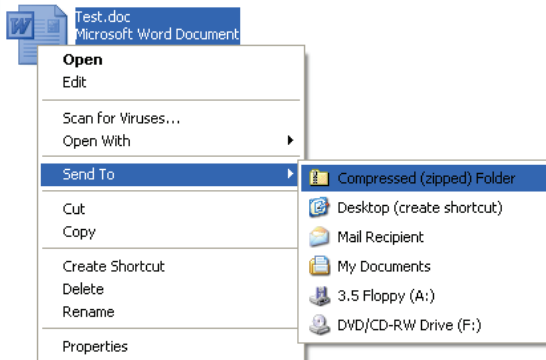 Test.doc
Microsoft Word Document
Open
Edit
Scan for Viruses...
Open With
Send To
Cut
Copy
Create Shortcut
Delete
Rename
Properties
Compressed (zipped) Folder
Desktop (create shortcut)
Mail Recipient
My Documents
3.5 Floppy (A:)
DVD/CD-RW Drive (F:)